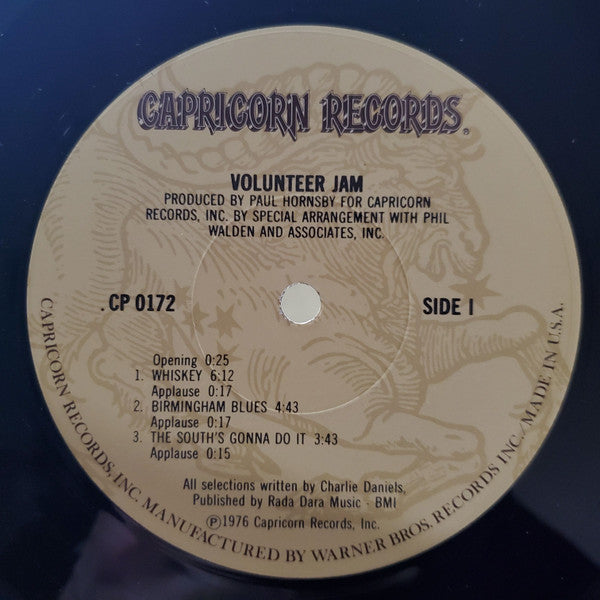 CAPRICORN RECORDS®
VOLUNTEER JAM
PRODUCED BY PAUL HORNSBY FOR CAPRICORN
RECORDS, INC. BY SPECIAL ARRANGEMENT WITH PHIL
WALDEN AND ASSOCIATES, INC.
. CP 0172
SIDE I
Opening 0:25
1. WHISKEY 6:12
Applause 0:17
2. BIRMINGHAM BLUES 4:43
Applause 0:17
3. THE SOUTH'S GONNA DO IT 3:43
Applause 0:15
All selections written by Charlie Daniels,
Published by Rada Dara Music - BMI
℗1976 Capricorn Records, Inc.
CAPRICORN RECORDS, INC. MANUFACTURED BY WARNER BROS. RECORDS INC. MADE IN U.S.A.